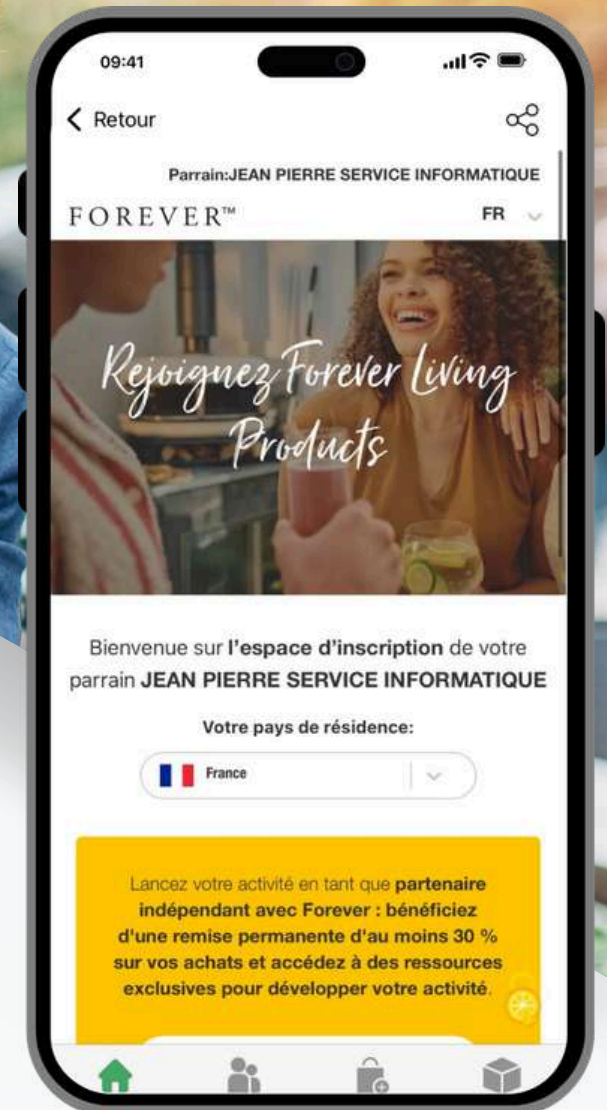 09:41
Retour
Parrain:JEAN PIERRE SERVICE INFORMATIQUE
FOREVER™
FR
Rejoignez Forever Living
Products
Bienvenue sur l'espace d'inscription de votre
parrain JEAN PIERRE SERVICE INFORMATIQUE
Votre pays de résidence:
France
Lancez votre activité en tant que partenaire
indépendant avec Forever : bénéficiez
d'une remise permanente d'au moins 30 %
sur vos achats et accédez à des ressources
exclusives pour développer votre activité.